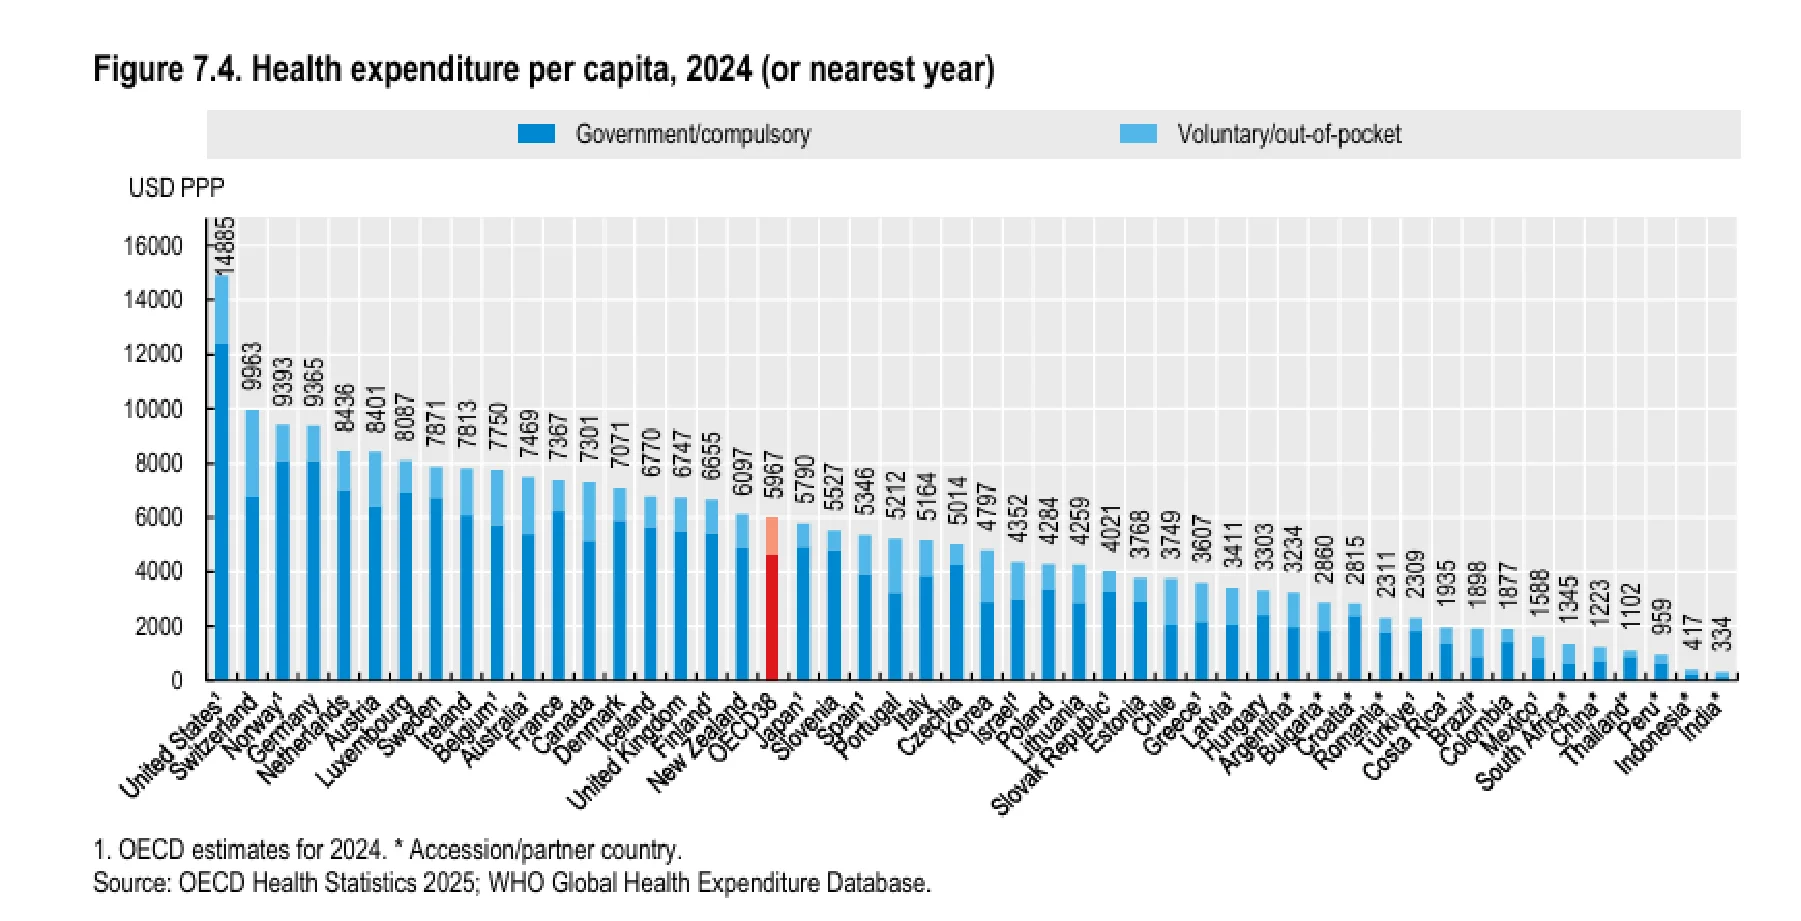 Figure 7.4. Health expenditure per capita, 2024 (or nearest year)
Government/compulsory
Voluntary/out-of-pocket
USD PPP
16000
14000
12000
10000
8000
6000
4000
2000
0
14885
9963
9393
9365
8436
8401
8087
7871
7813
7750
7469
7367
7301
7071
6770
6747
6655
6097
5967
5790
5527
5346
5212
5164
5014
4797
4352
4284
4259
4021
3768
3749
3607
3411
3303
3234
2860
2815
2311
2309
1935
1898
1877
1588
1345
1223
1102
959
417
334
United States¹
Switzerland
Norway¹
Germany
Netherlands
Austria
Luxembourg
Sweden
Ireland
Belgium¹
Australia¹
France
Canada
Denmark
Iceland
United Kingdom
Finland¹
New Zealand
OECD38
Japan¹
Slovenia
Spain¹
Portugal
Italy
Czechia
Korea
Israel¹
Poland
Lithuania
Slovak Republic¹
Estonia
Chile
Greece¹
Latvia¹
Hungary
Argentina*
Bulgaria*
Croatia*
Romania*
Türkiye¹
Costa Rica¹
Brazil*
Colombia
Mexico¹
South Africa*
China*
Thailand*
Peru*
Indonesia*
India*
1. OECD estimates for 2024. * Accession/partner country.
Source: OECD Health Statistics 2025; WHO Global Health Expenditure Database.